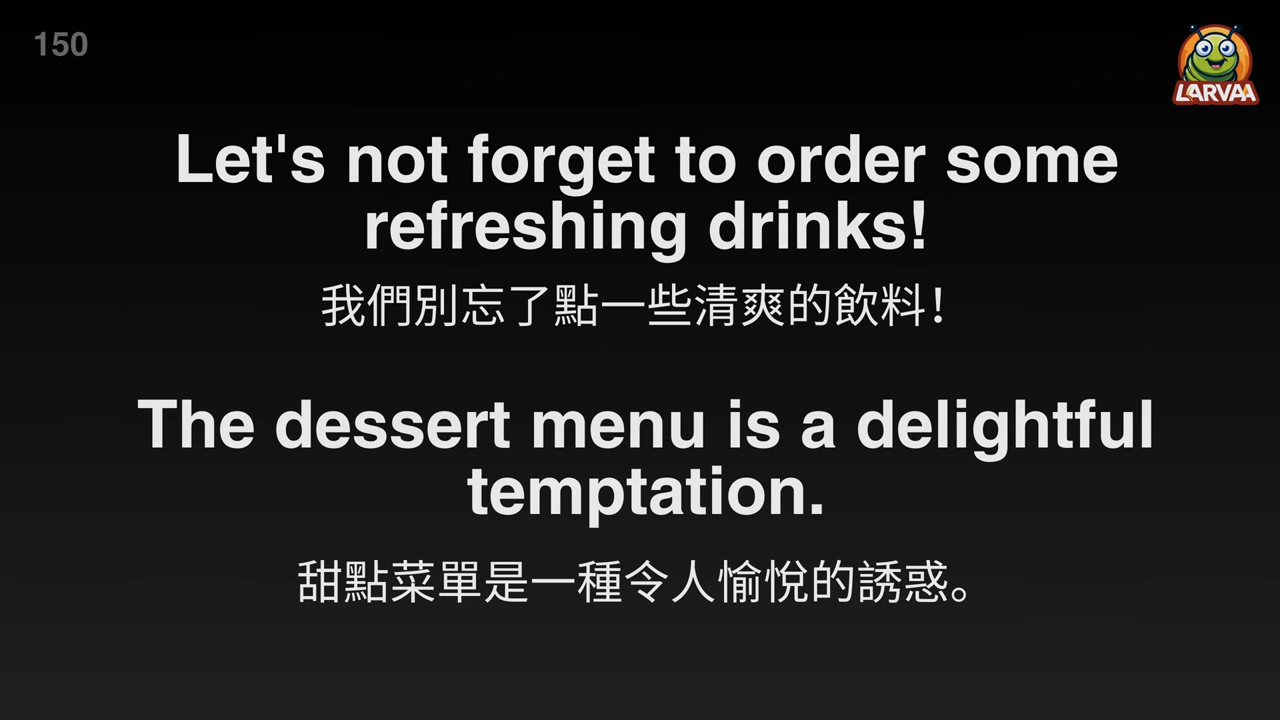 150
LARVAA
Let's not forget to order some
refreshing drinks!
我們別忘了點一些清爽的飲料！
The dessert menu is a delightful
temptation.
甜點菜單是一種令人愉悅的誘惑。